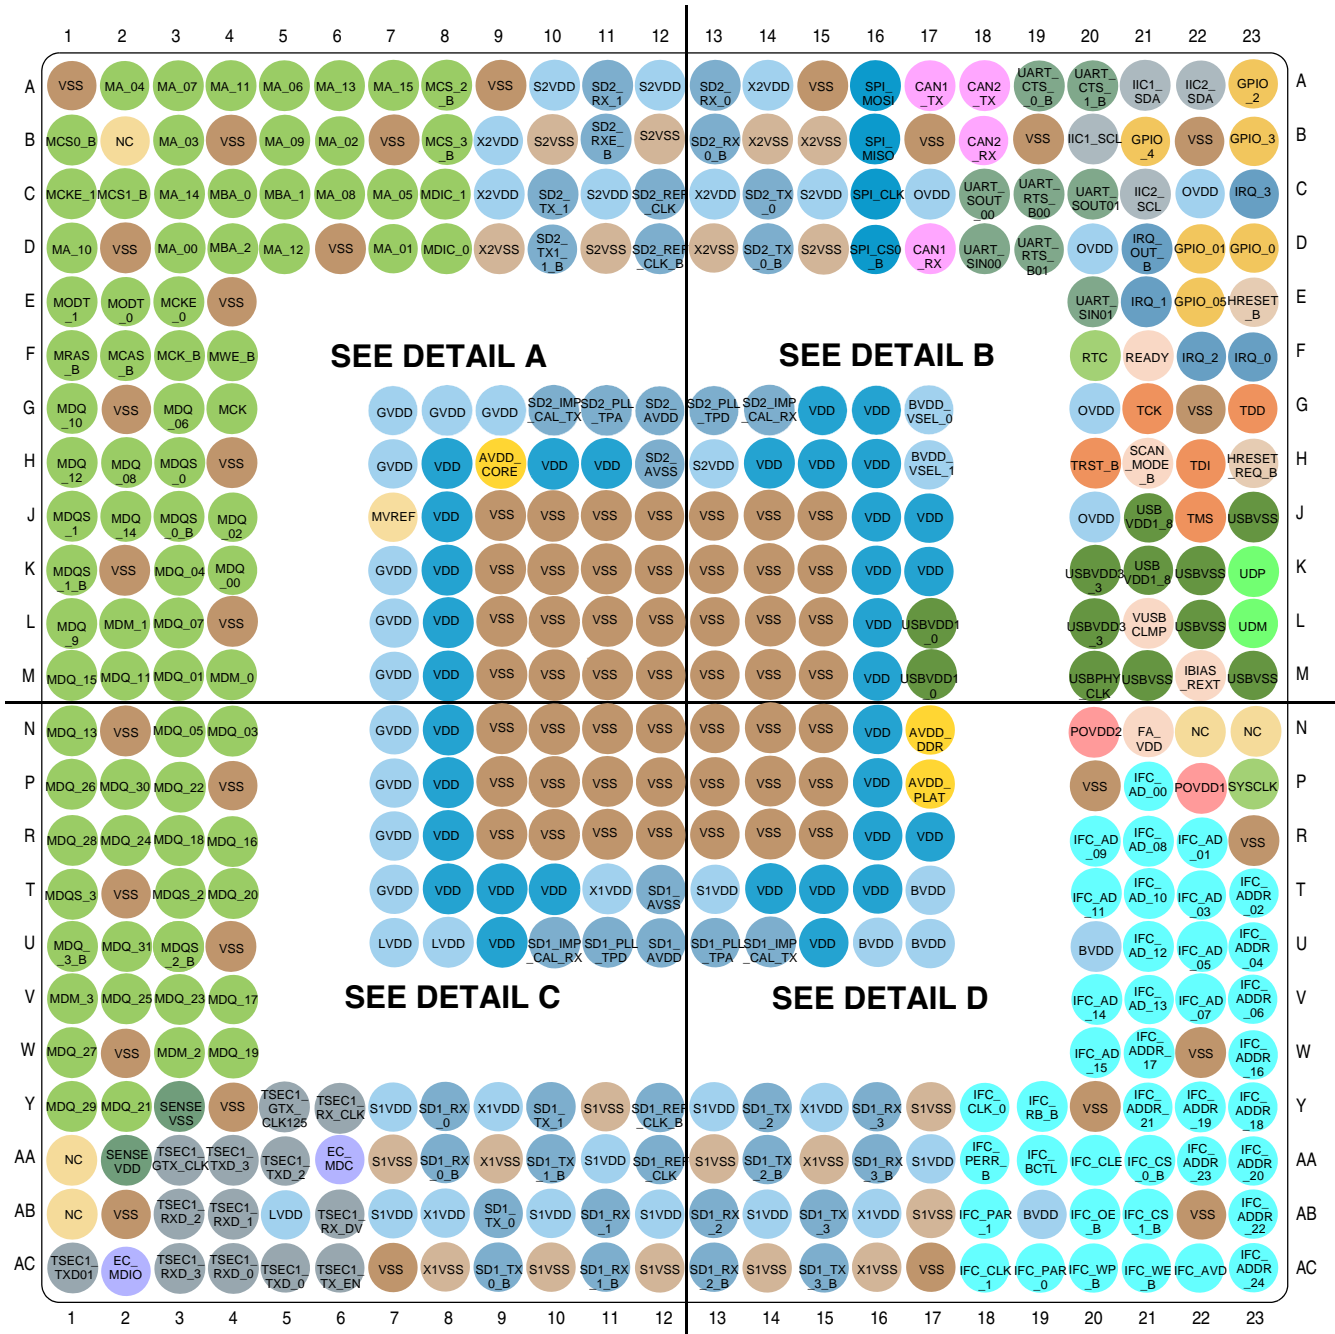 1 2 3 4 5 6 7 8 9 10 11 12 13 14 15 16 17 18 19 20 21 22 23
A VSS MA_04 MA_07 MA_11 MA_06 MA_13 MA_15 MCS_2_B VSS S2VDD SD2_RX_1 S2VDD SD2_RX_0 X2VDD VSS SPI_MOSI CAN1_TX CAN2_TX UART_CTS_0_B UART_CTS_1_B IIC1_SDA IIC2_SDA GPIO_2 A
B MCS0_B NC MA_03 VSS MA_09 MA_02 VSS MCS_3_B X2VDD S2VSS SD2_RXE_B S2VSS SD2_RX0_B X2VSS X2VSS SPI_MISO VSS CAN2_RX VSS IIC1_SCL GPIO_4 VSS GPIO_3 B
C MCKE_1 MCS1_B MA_14 MBA_0 MBA_1 MA_08 MA_05 MDIC_1 X2VDD SD2_TX_1 S2VDD SD2_REF_CLK X2VDD SD2_TX_0 S2VDD SPI_CLK OVDD UART_SOUT_00 UART_RTS_B00 UART_SOUT01 IIC2_SCL OVDD IRQ_3 C
D MA_10 VSS MA_00 MBA_2 MA_12 VSS MA_01 MDIC_0 X2VSS SD2_TX1_1_B S2VSS SD2_REF_CLK_B X2VSS SD2_TX_0_B S2VSS SPI_CS0_B CAN1_RX UART_SIN00 UART_RTS_B01 OVDD IRQ_OUT_B GPIO_01 GPIO_0 D
E MODT_1 MODT_0 MCKE_0 VSS UART_SIN01 IRQ_1 GPIO_05 HRESET_B E
F MRAS_B MCAS_B MCK_B MWE_B SEE DETAIL A SEE DETAIL B RTC READY IRQ_2 IRQ_0 F
G MDQ_10 VSS MDQ_06 MCK GVDD GVDD GVDD SD2_IMP_CAL_TX SD2_PLL_TPA SD2_AVDD SD2_PLL_TPD SD2_IMP_CAL_RX VDD VDD BVDD_VSEL_0 OVDD TCK VSS TDD G
H MDQ_12 MDQ_08 MDQS_0 VSS GVDD VDD AVDD_CORE VDD VDD SD2_AVSS S2VDD VDD VDD VDD BVDD_VSEL_1 TRST_B SCAN_MODE_B TDI HRESET_REQ_B H
J MDQS_1 MDQ_14 MDQS_0_B MDQ_02 MVREF VDD VSS VSS VSS VSS VSS VSS VSS VDD VDD OVDD USB VDD1_8 TMS USBVSS J
K MDQS_1_B VSS MDQ_04 MDQ_00 GVDD VDD VSS VSS VSS VSS VSS VSS VSS VDD VDD USBVDD3_3 USB VDD1_8 USBVSS UDP K
L MDQ_9 MDM_1 MDQ_07 VSS GVDD VDD VSS VSS VSS VSS VSS VSS VSS VDD USBVDD1_0 USBVDD3_3 VUSB CLMP USBVSS UDM L
M MDQ_15 MDQ_11 MDQ_01 MDM_0 GVDD VDD VSS VSS VSS VSS VSS VSS VSS VDD USBVDD1_0 USBPHY_CLK USBVSS IBIAS_REXT USBVSS M
N MDQ_13 VSS MDQ_05 MDQ_03 GVDD VDD VSS VSS VSS VSS VSS VSS VSS VDD AVDD_DDR POVDD2 FA_VDD NC NC N
P MDQ_26 MDQ_30 MDQ_22 VSS GVDD VDD VSS VSS VSS VSS VSS VSS VSS VDD AVDD_PLAT VSS IFC_AD_00 POVDD1 SYSCLK P
R MDQ_28 MDQ_24 MDQ_18 MDQ_16 GVDD VDD VSS VSS VSS VSS VSS VSS VSS VDD VDD IFC_AD_09 IFC_AD_08 IFC_AD_01 VSS R
T MDQS_3 VSS MDQS_2 MDQ_20 GVDD VDD VDD VDD X1VDD SD1_AVSS S1VDD VDD VDD VDD BVDD IFC_AD_11 IFC_AD_10 IFC_AD_03 IFC_ADDR_02 T
U MDQ_3_B MDQ_31 MDQS_2_B VSS LVDD LVDD VDD SD1_IMP_CAL_RX SD1_PLL_TPD SD1_AVDD SD1_PLL_TPA SD1_IMP_CAL_TX VDD BVDD BVDD BVDD IFC_AD_12 IFC_AD_05 IFC_ADDR_04 U
V MDM_3 MDQ_25 MDQ_23 MDQ_17 SEE DETAIL C SEE DETAIL D IFC_AD_14 IFC_AD_13 IFC_AD_07 IFC_ADDR_06 V
W MDQ_27 VSS MDM_2 MDQ_19 IFC_AD_15 IFC_ADDR_17 VSS IFC_ADDR_16 W
Y MDQ_29 MDQ_21 SENSE VSS VSS TSEC1_GTX_CLK125 TSEC1_RX_CLK S1VDD SD1_RX_0 X1VDD SD1_TX_1 S1VSS SD1_REF_CLK_B S1VDD SD1_TX_2 X1VDD SD1_RX_3 S1VSS IFC_CLK_0 IFC_RB_B VSS IFC_ADDR_21 IFC_ADDR_19 IFC_ADDR_18 Y
AA NC SENSE VDD TSEC1_GTX_CLK TSEC1_TXD_3 TSEC1_TXD_2 EC_MDC S1VSS SD1_RX_0_B X1VSS SD1_TX_1_B S1VDD SD1_REF_CLK S1VSS SD1_TX_2_B X1VSS SD1_RX_3_B S1VDD IFC_PERR_B IFC_BCTL IFC_CLE IFC_CS_0_B IFC_ADDR_23 IFC_ADDR_20 AA
AB NC VSS TSEC1_RXD_2 TSEC1_RXD_1 LVDD TSEC1_RX_DV S1VDD X1VDD SD1_TX_0 S1VDD SD1_RX_1 S1VDD SD1_RX_2 S1VDD SD1_TX_3 X1VDD S1VSS IFC_PAR_1 BVDD IFC_OE_B IFC_CS_1_B VSS IFC_ADDR_22 AB
AC TSEC1_TXD01 EC_MDIO TSEC1_RXD_3 TSEC1_RXD_0 TSEC1_TXD_0 TSEC1_TX_EN VSS X1VSS SD1_TX_0_B S1VSS SD1_RX_1_B S1VSS SD1_RX_2_B S1VSS SD1_TX_3_B X1VSS VSS IFC_CLK_1 IFC_PAR_0 IFC_WP_B IFC_WE_B IFC_AVD IFC_ADDR_24 AC
1 2 3 4 5 6 7 8 9 10 11 12 13 14 15 16 17 18 19 20 21 22 23